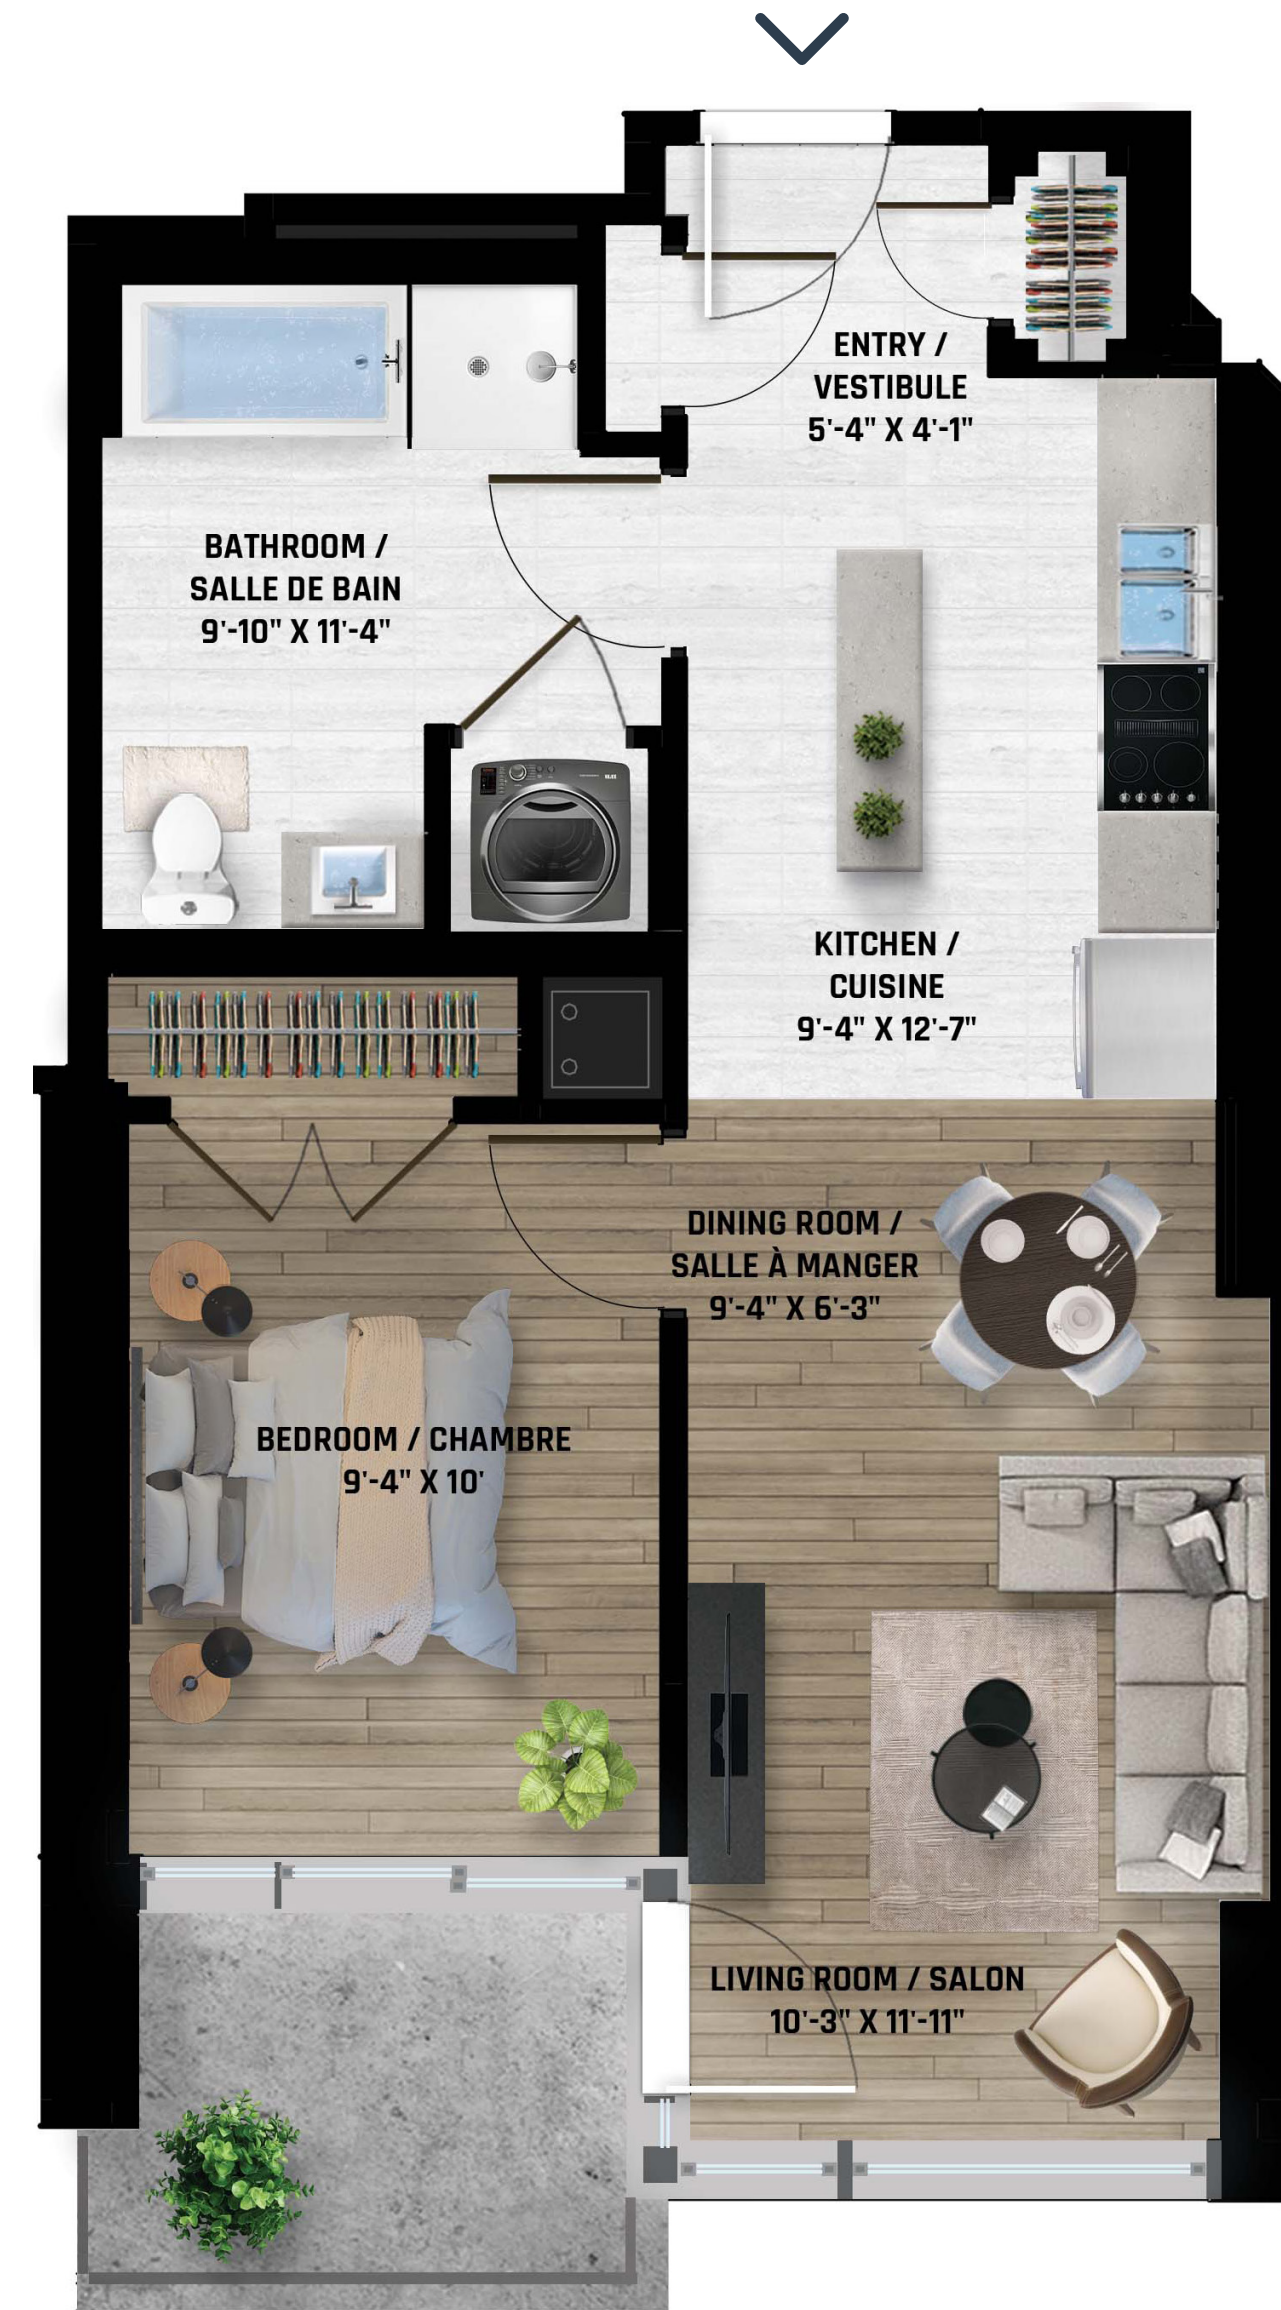 ENTRY /
VESTIBULE
5'-4" X 4'-1"
BATHROOM /
SALLE DE BAIN
9'-10" X 11'-4"
KITCHEN /
CUISINE
9'-4" X 12'-7"
DINING ROOM /
SALLE À MANGER
9'-4" X 6'-3"
BEDROOM / CHAMBRE
9'-4" X 10'
LIVING ROOM / SALON
10'-3" X 11'-11"